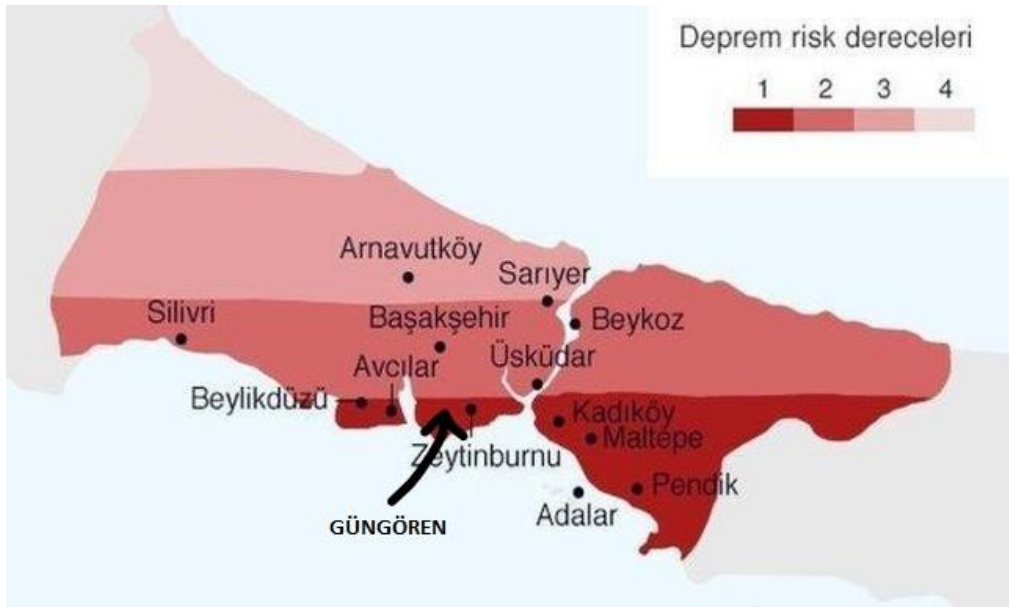 Deprem risk dereceleri
1 2 3 4
Arnavutköy
Sarıyer
Silivri
Başakşehir
Beykoz
Avcılar
Üsküdar
Beylikdüzü
Kadıköy
Maltepe
Zeytinburnu
Pendik
Adalar
GÜNGÖREN